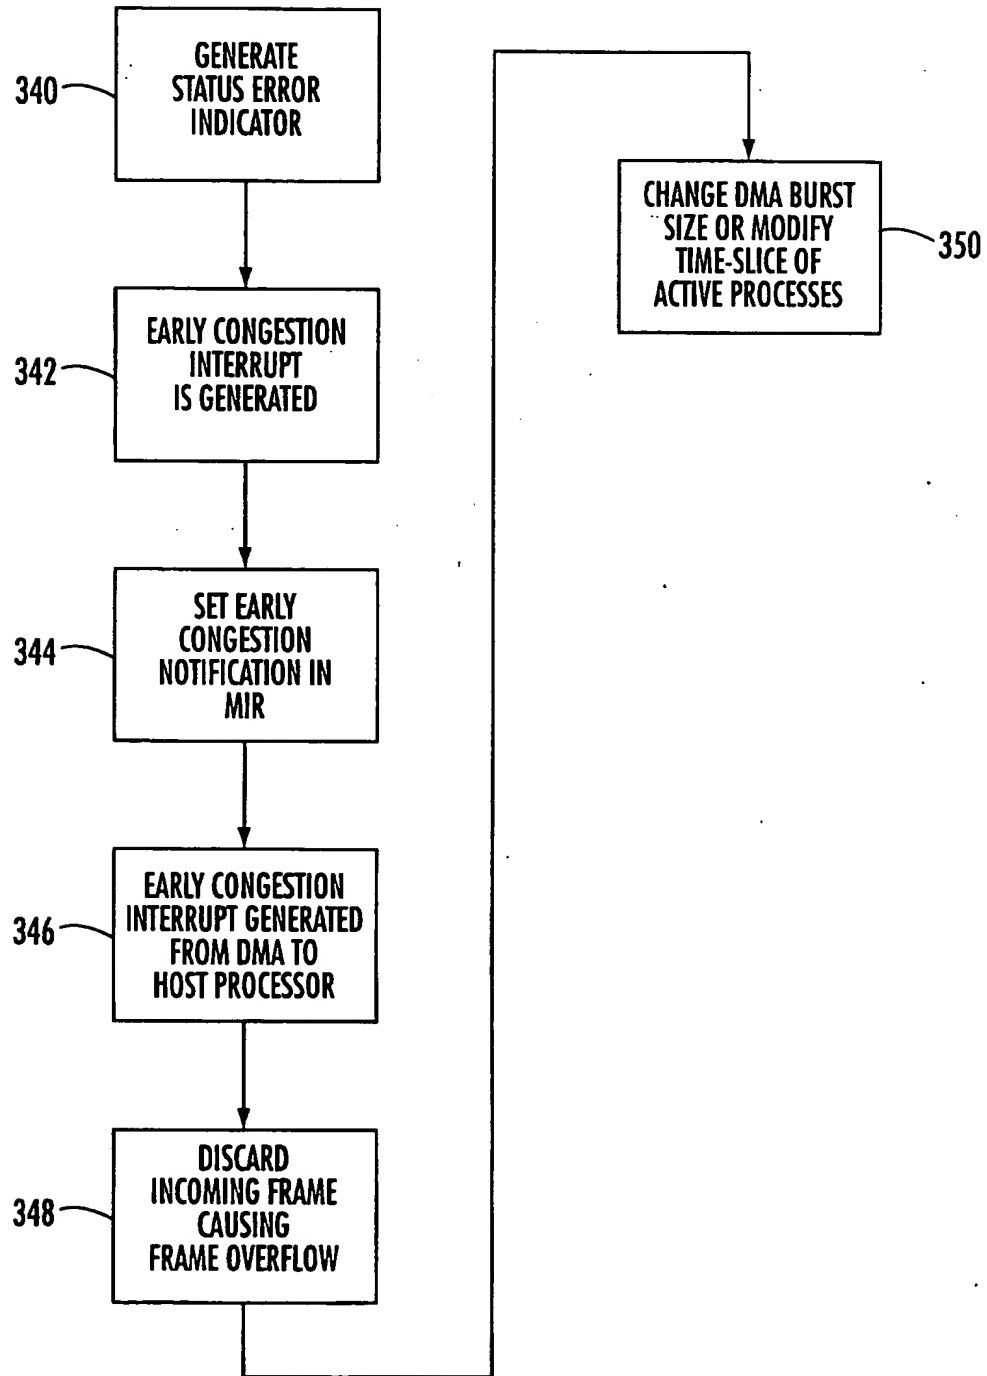 340
GENERATE
STATUS ERROR
INDICATOR
342
EARLY CONGESTION
INTERRUPT
IS GENERATED
344
SET EARLY
CONGESTION
NOTIFICATION IN
MIR
346
EARLY CONGESTION
INTERRUPT GENERATED
FROM DMA TO
HOST PROCESSOR
348
DISCARD
INCOMING FRAME
CAUSING
FRAME OVERFLOW
CHANGE DMA BURST
SIZE OR MODIFY
TIME-SLICE OF
ACTIVE PROCESSES
350